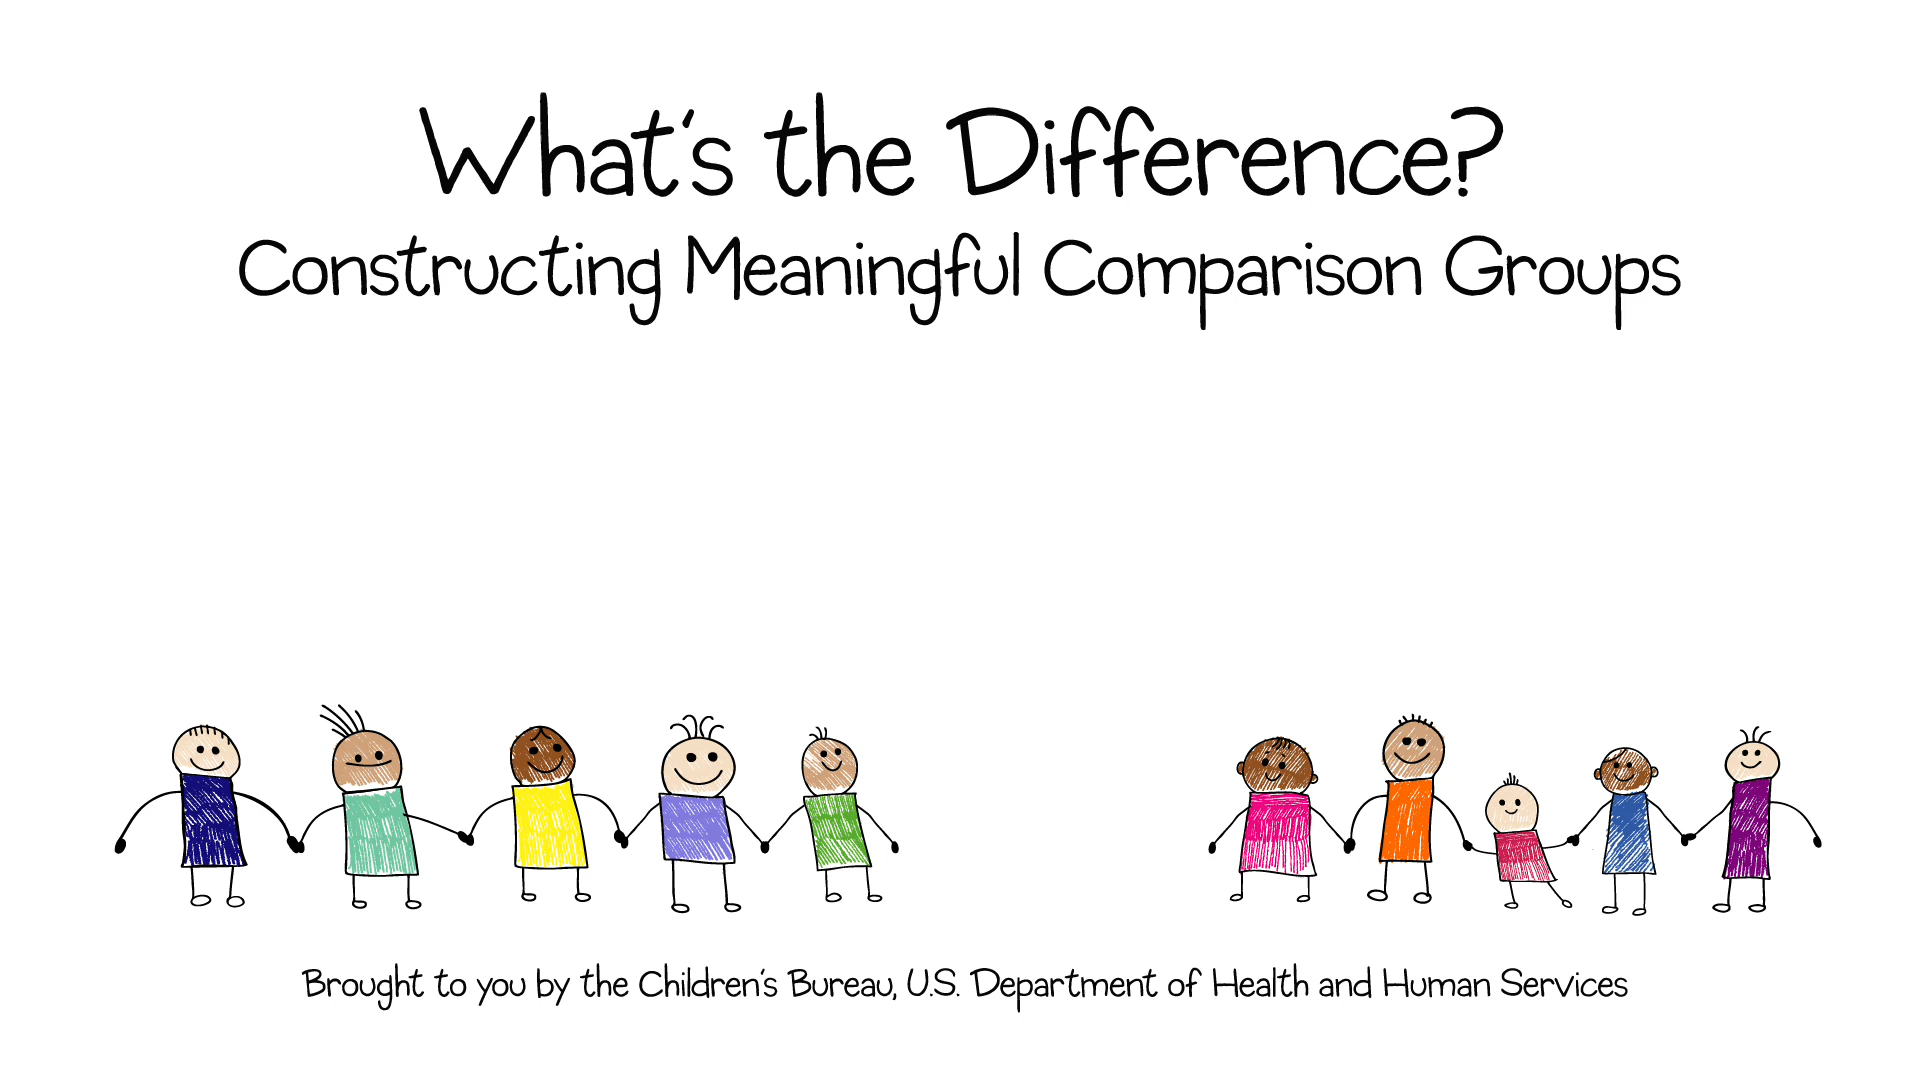 What's the Difference?
Constructing Meaningful Comparison Groups
Brought to you by the Children's Bureau, U.S. Department of Health and Human Services